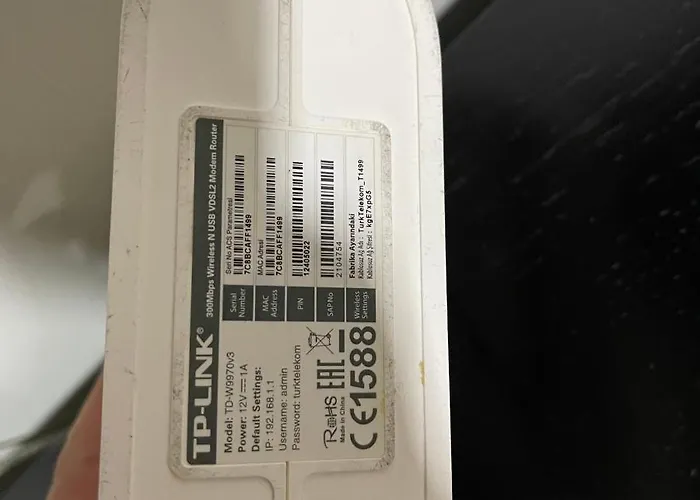 TP-LINK®
300Mbps Wireless N USB VDSL2 Modem Router
Model: TD-W9970v3
Power: 12V⎓1A
Default Settings:
IP: 192.168.1.1
Username: admin
Password: turktelekom
RoHS
Made in China
EAC
CE1588
Serial Number
Seri No ACS Parametresi
7C8BCAFF1499
MAC Address
MAC Adresi
7C8BCAFF1499
PIN
12405022
SAP No
2104754
Wireless Settings
Fabrika Ayarındaki
Kablosuz Ağ Adı : TurkTelekom_T1499
Kablosuz Ağ Şifresi : kgE7xpG5